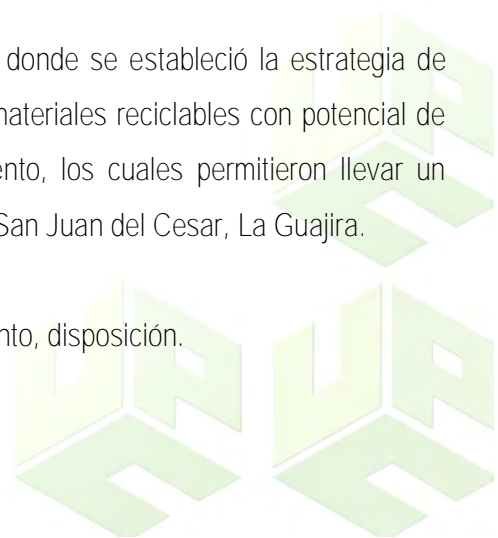 donde se estableció la estrategia de
materiales reciclables con potencial de
ento, los cuales permitieron llevar un
San Juan del Cesar, La Guajira.
nto, disposición.